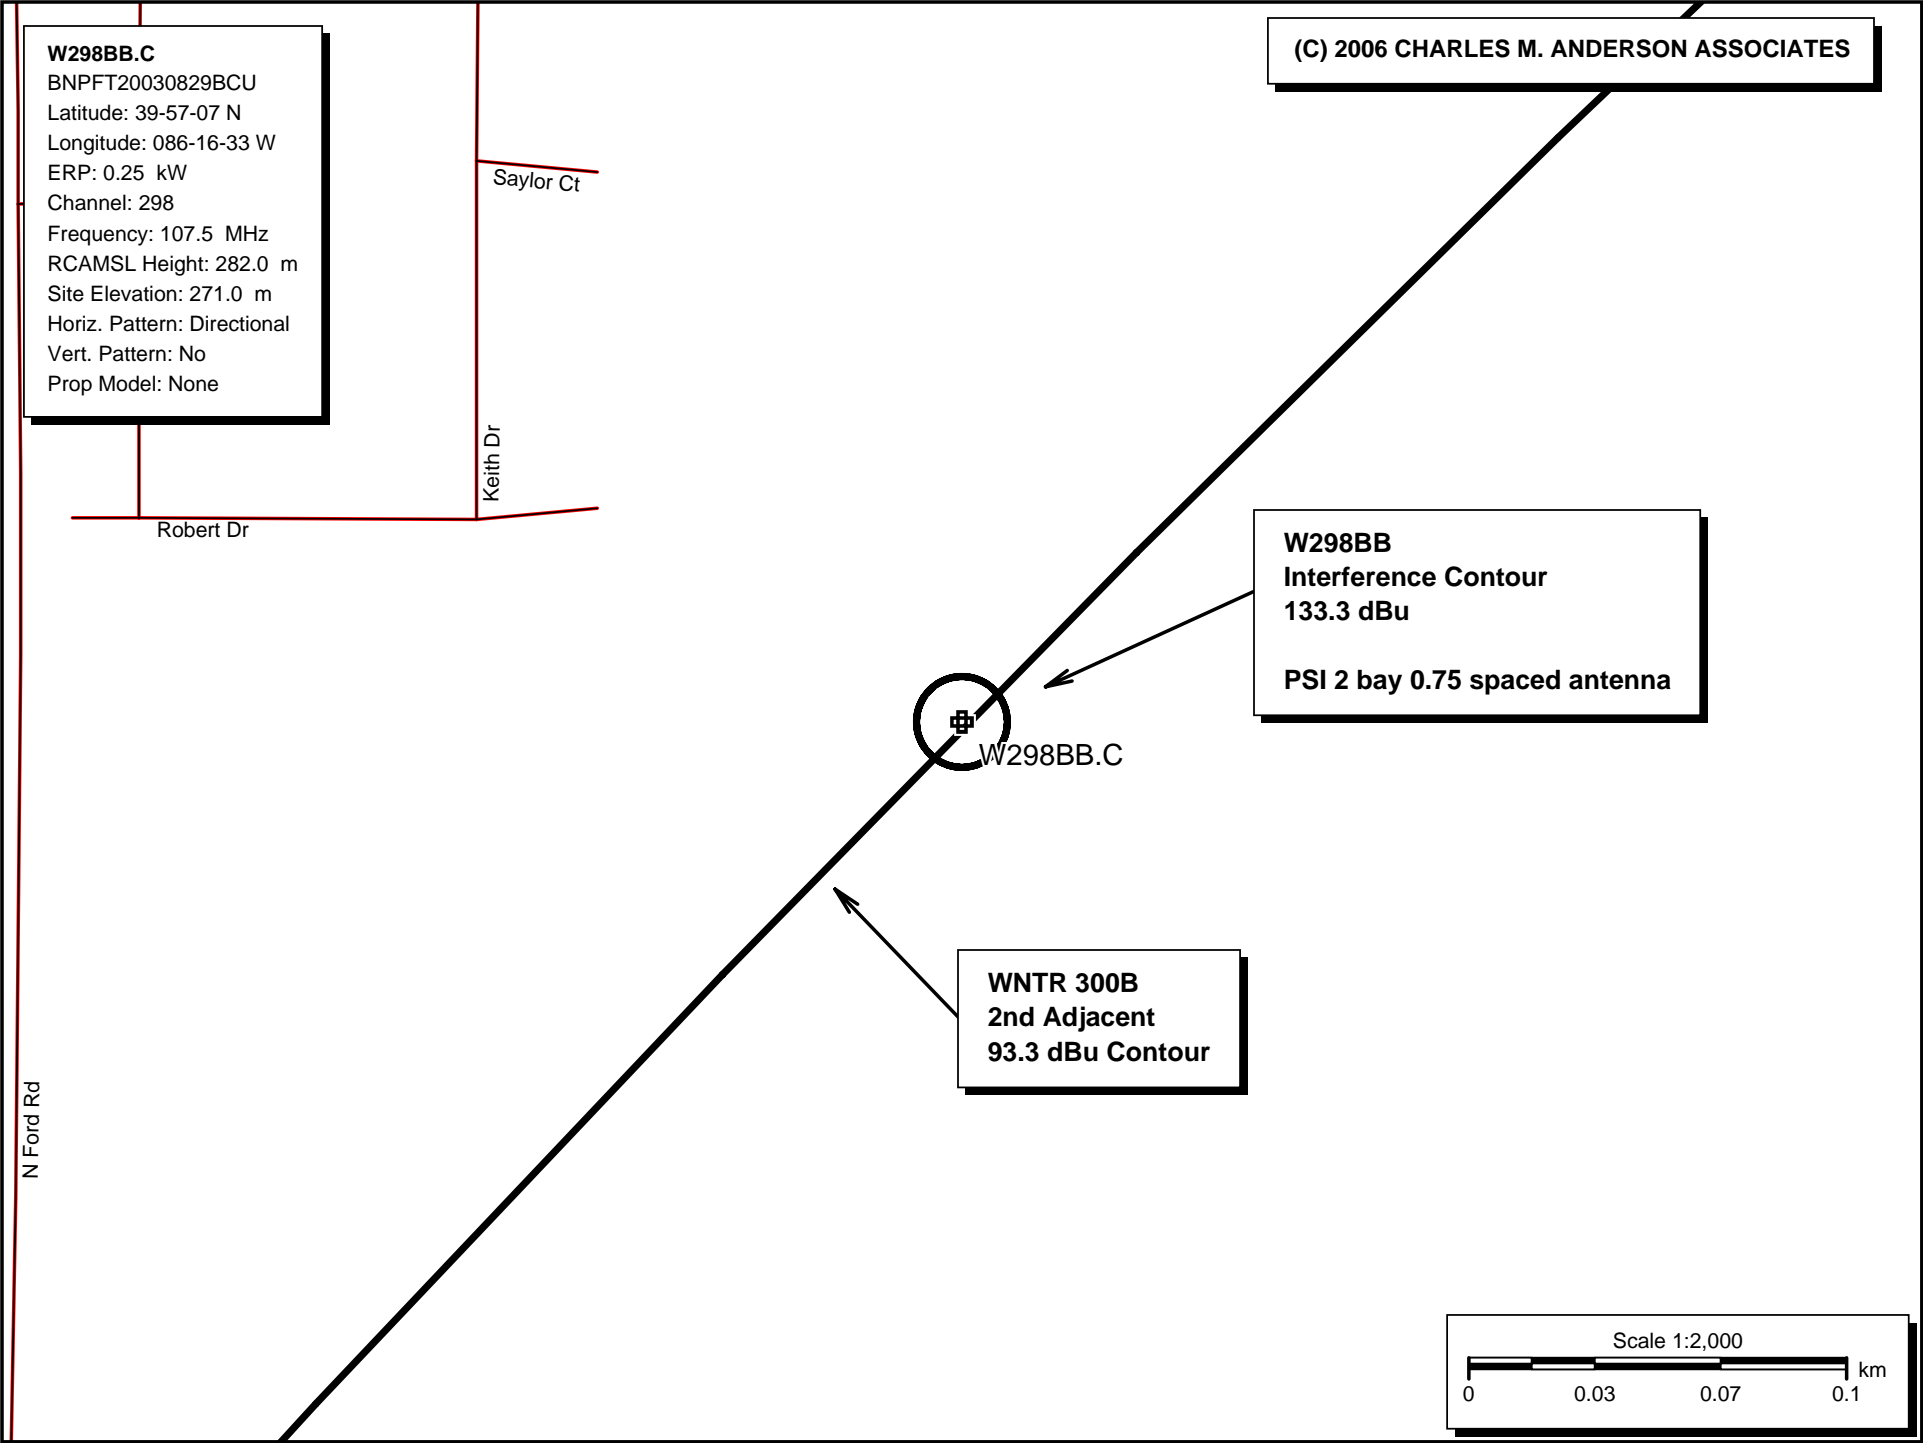 W298BB.C
BNPFT20030829BCU
Latitude: 39-57-07 N
Longitude: 086-16-33 W
ERP: 0.25 kW
Channel: 298
Frequency: 107.5 MHz
RCAMSL Height: 282.0 m
Site Elevation: 271.0 m
Horiz. Pattern: Directional
Vert. Pattern: No
Prop Model: None
(C) 2006 CHARLES M. ANDERSON ASSOCIATES
Saylor Ct
Keith Dr
Robert Dr
W298BB
Interference Contour
133.3 dBu
PSI 2 bay 0.75 spaced antenna
W298BB.C
WNTR 300B
2nd Adjacent
93.3 dBu Contour
N Ford Rd
Scale 1:2,000
km
0 0.03 0.07 0.1